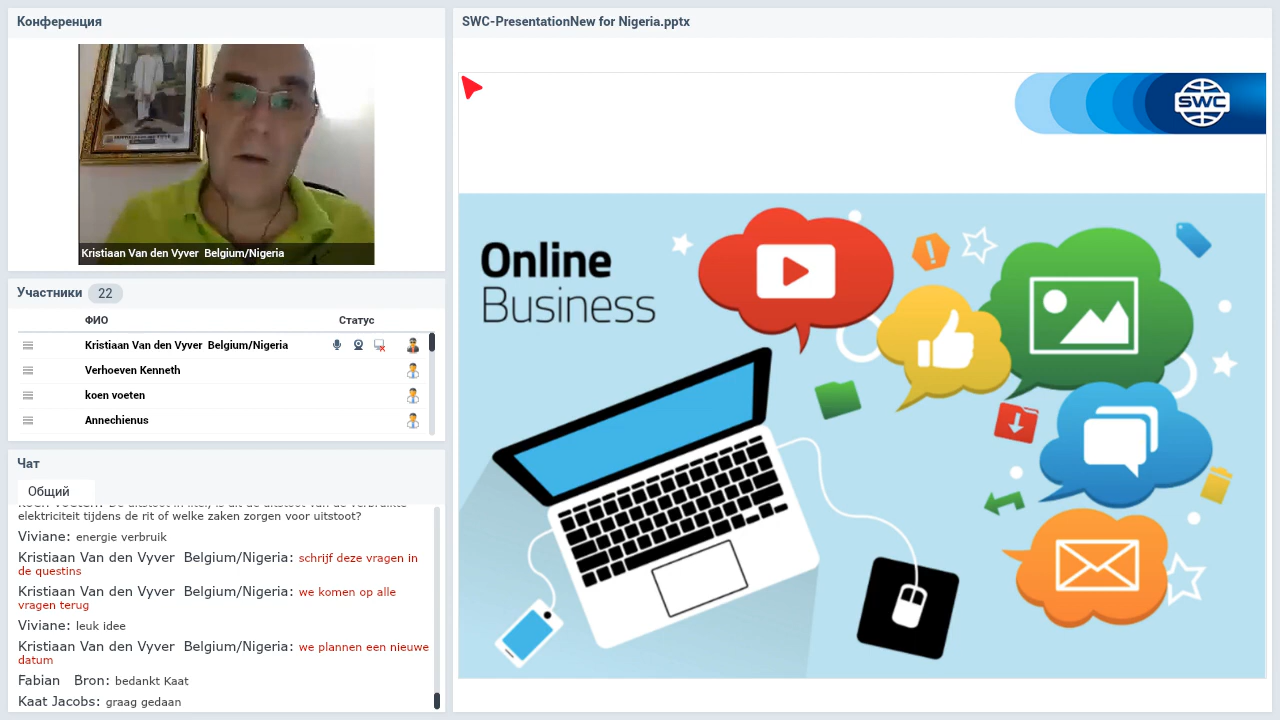 Конференция
Kristiaan Van den Vyver  Belgium/Nigeria
Участники 22
ФИО Статус
Kristiaan Van den Vyver  Belgium/Nigeria
Verhoeven Kenneth
koen voeten
Annechienus
Чат
Общий
elektriciteit tijdens de rit of welke zaken zorgen voor uitstoot?
Viviane: energie verbruik
Kristiaan Van den Vyver  Belgium/Nigeria: schrijf deze vragen in
de questins
Kristiaan Van den Vyver  Belgium/Nigeria: we komen op alle
vragen terug
Viviane: leuk idee
Kristiaan Van den Vyver  Belgium/Nigeria: we plannen een nieuwe
datum
Fabian   Bron: bedankt Kaat
Kaat Jacobs: graag gedaan
SWC-PresentationNew for Nigeria.pptx
SWC
Online
Business